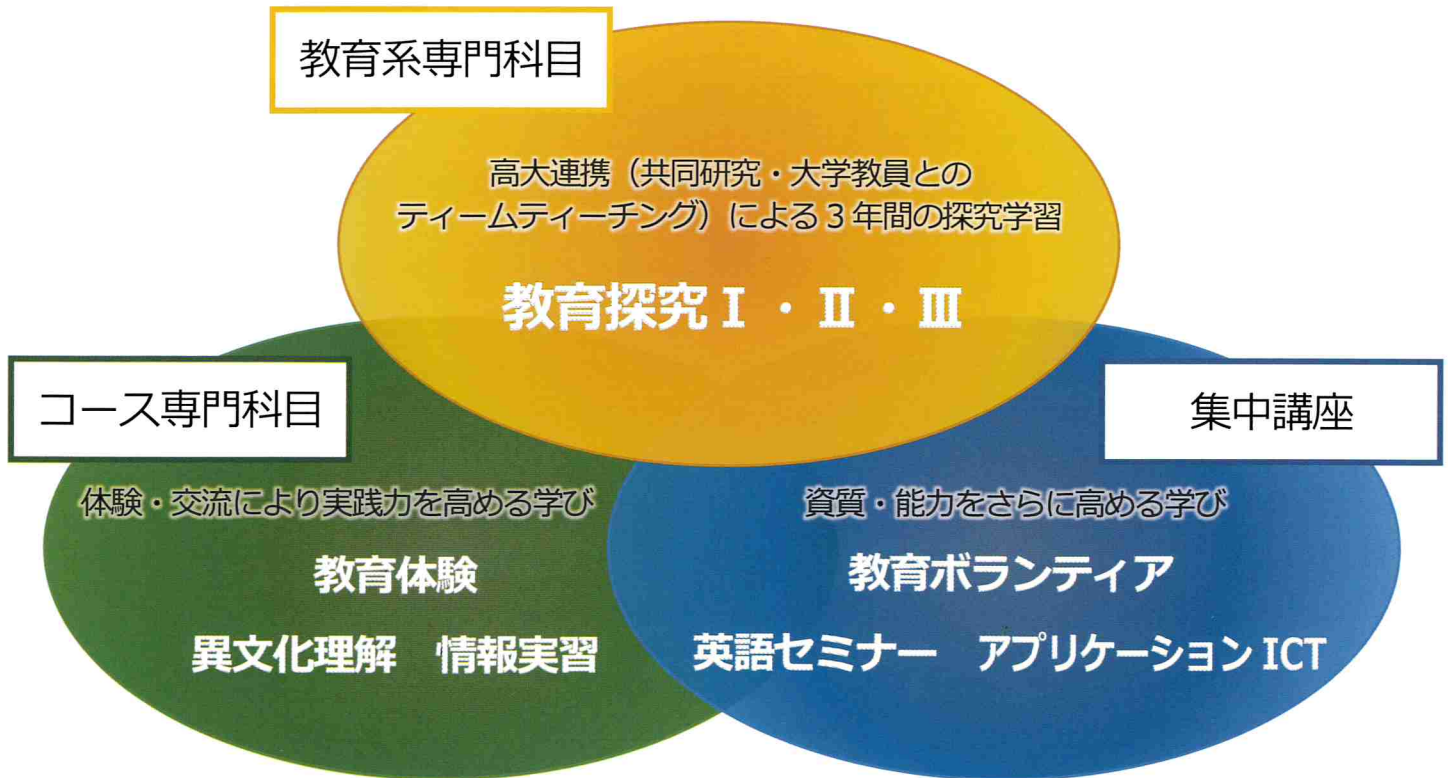 教育系専門科目
高大連携（共同研究・大学教員との
ティームティーチング）による３年間の探究学習
教育探究Ⅰ・Ⅱ・Ⅲ
コース専門科目
体験・交流により実践力を高める学び
教育体験
異文化理解　情報実習
集中講座
資質・能力をさらに高める学び
教育ボランティア
英語セミナー　アプリケーション ICT